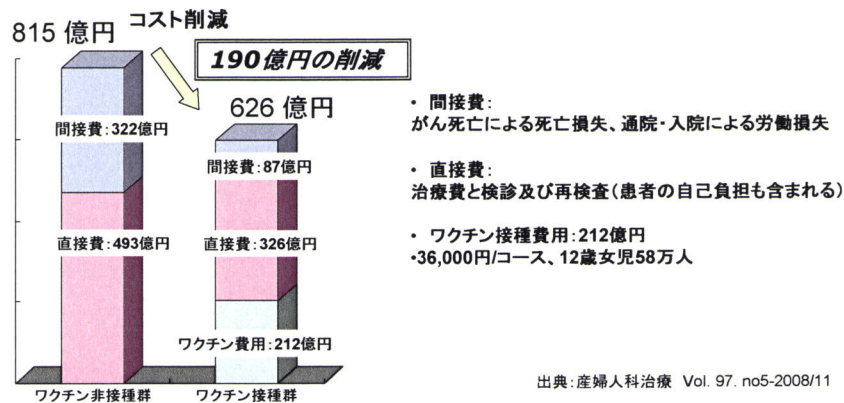 815 億円
コスト削減
190億円の削減
626 億円
間接費：322億円
直接費：493億円
ワクチン非接種群
間接費：87億円
直接費：326億円
ワクチン費用：212億円
ワクチン接種群
・ 間接費：
がん死亡による死亡損失、通院・入院による労働損失
・ 直接費：
治療費と検診及び再検査（患者の自己負担も含まれる）
・ ワクチン接種費用：212億円
・36,000円/コース、12歳女児58万人
出典：産婦人科治療 Vol. 97. no5-2008/11